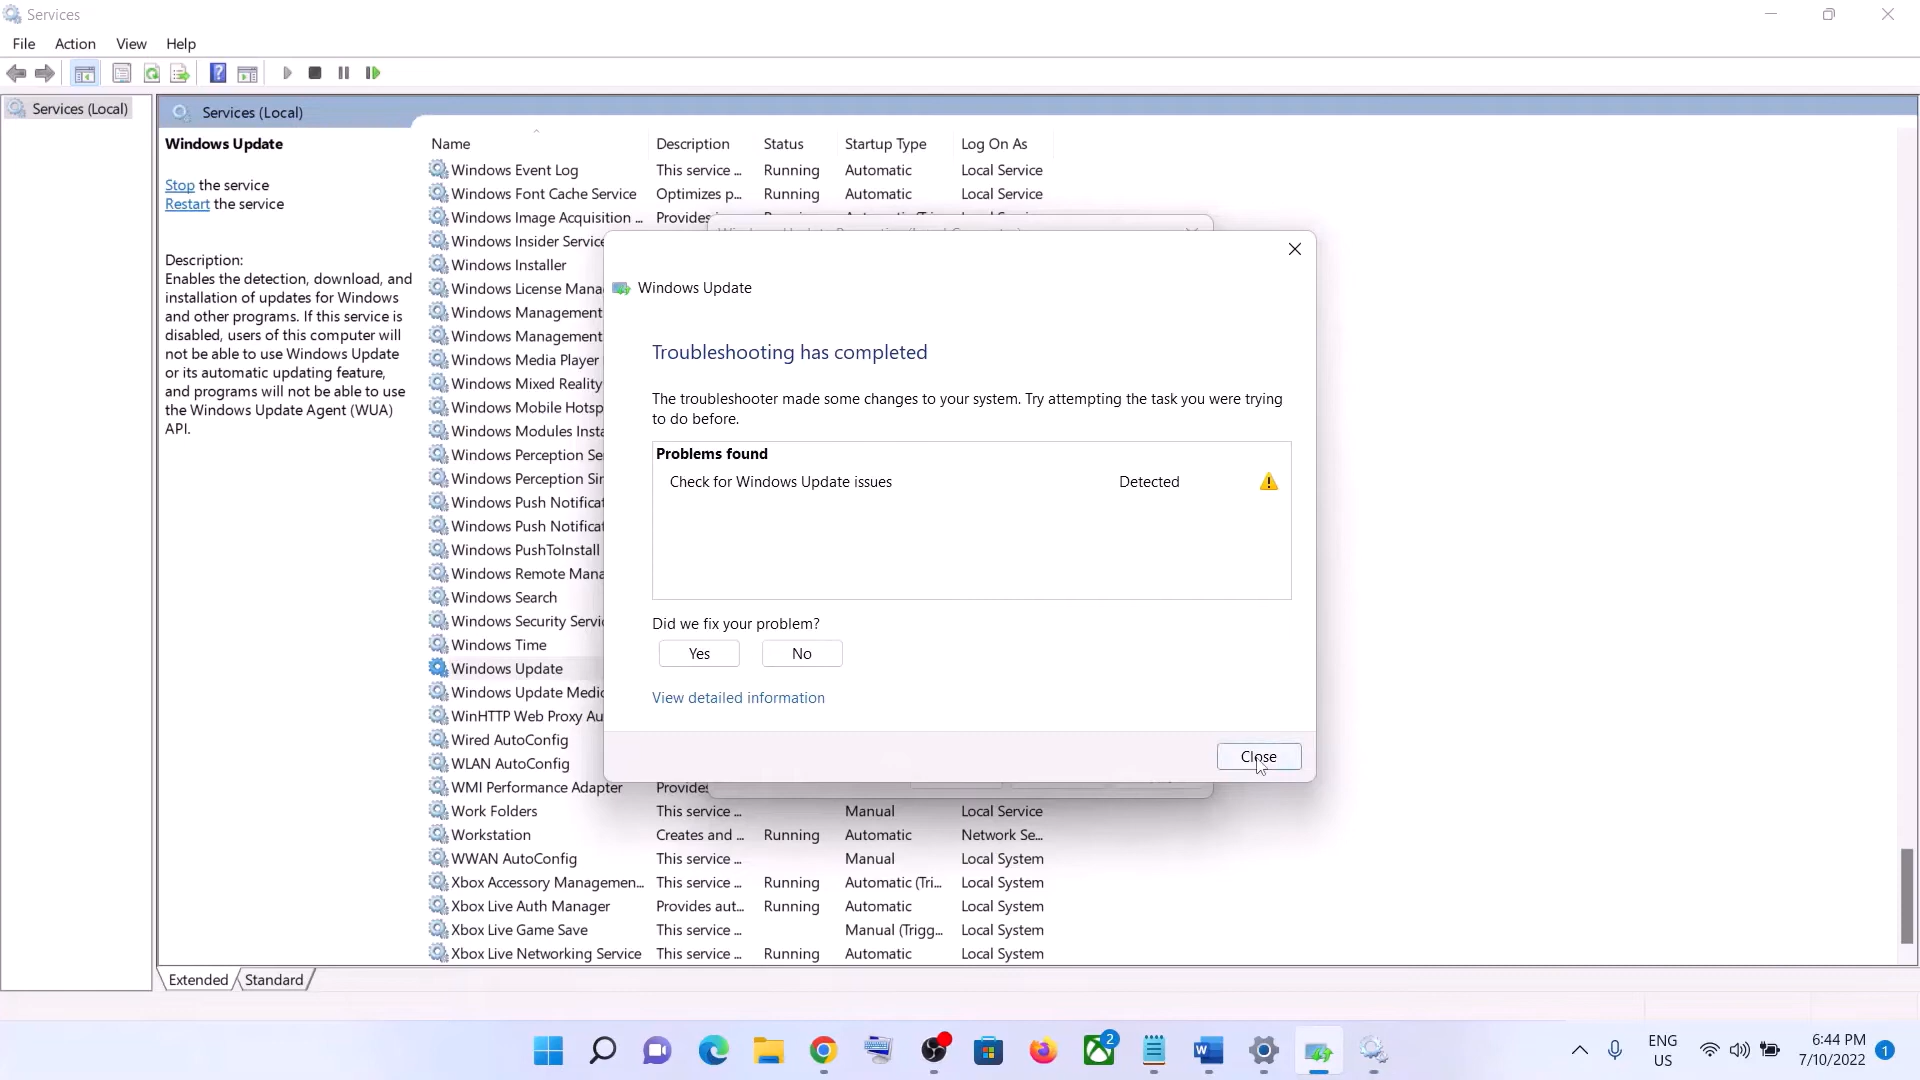 Services
File Action View Help
Services (Local)
Services (Local)
Windows Update
Stop the service
Restart the service
Description:
Enables the detection, download, and
installation of updates for Windows
and other programs. If this service is
disabled, users of this computer will
not be able to use Windows Update
or its automatic updating feature,
and programs will not be able to use
the Windows Update Agent (WUA)
API.
Name Description Status Startup Type Log On As
Windows Event Log This service ... Running Automatic Local Service
Windows Font Cache Service Optimizes p... Running Automatic Local Service
Windows Image Acquisition ... Provides
Windows Insider Service
Windows Installer
Windows License Mana
Windows Management
Windows Management
Windows Media Player
Windows Mixed Reality
Windows Mobile Hotsp
Windows Modules Insta
Windows Perception Se
Windows Perception Sir
Windows Push Notificat
Windows Push Notificat
Windows PushToInstall
Windows Remote Mana
Windows Search
Windows Security Servic
Windows Time
Windows Update
Windows Update Medic
WinHTTP Web Proxy Au
Wired AutoConfig
WLAN AutoConfig
WMI Performance Adapter Provides
Work Folders This service ... Manual Local Service
Workstation Creates and ... Running Automatic Network Se...
WWAN AutoConfig This service ... Manual Local System
Xbox Accessory Managemen... This service ... Running Automatic (Tri... Local System
Xbox Live Auth Manager Provides aut... Running Automatic Local System
Xbox Live Game Save This service ... Manual (Trigg... Local System
Xbox Live Networking Service This service ... Running Automatic Local System
Windows Update
Troubleshooting has completed
The troubleshooter made some changes to your system. Try attempting the task you were trying
to do before.
Problems found
Check for Windows Update issues Detected
Did we fix your problem?
Yes No
View detailed information
Close
Extended Standard
2
ENG
US
6:44 PM
7/10/2022
1